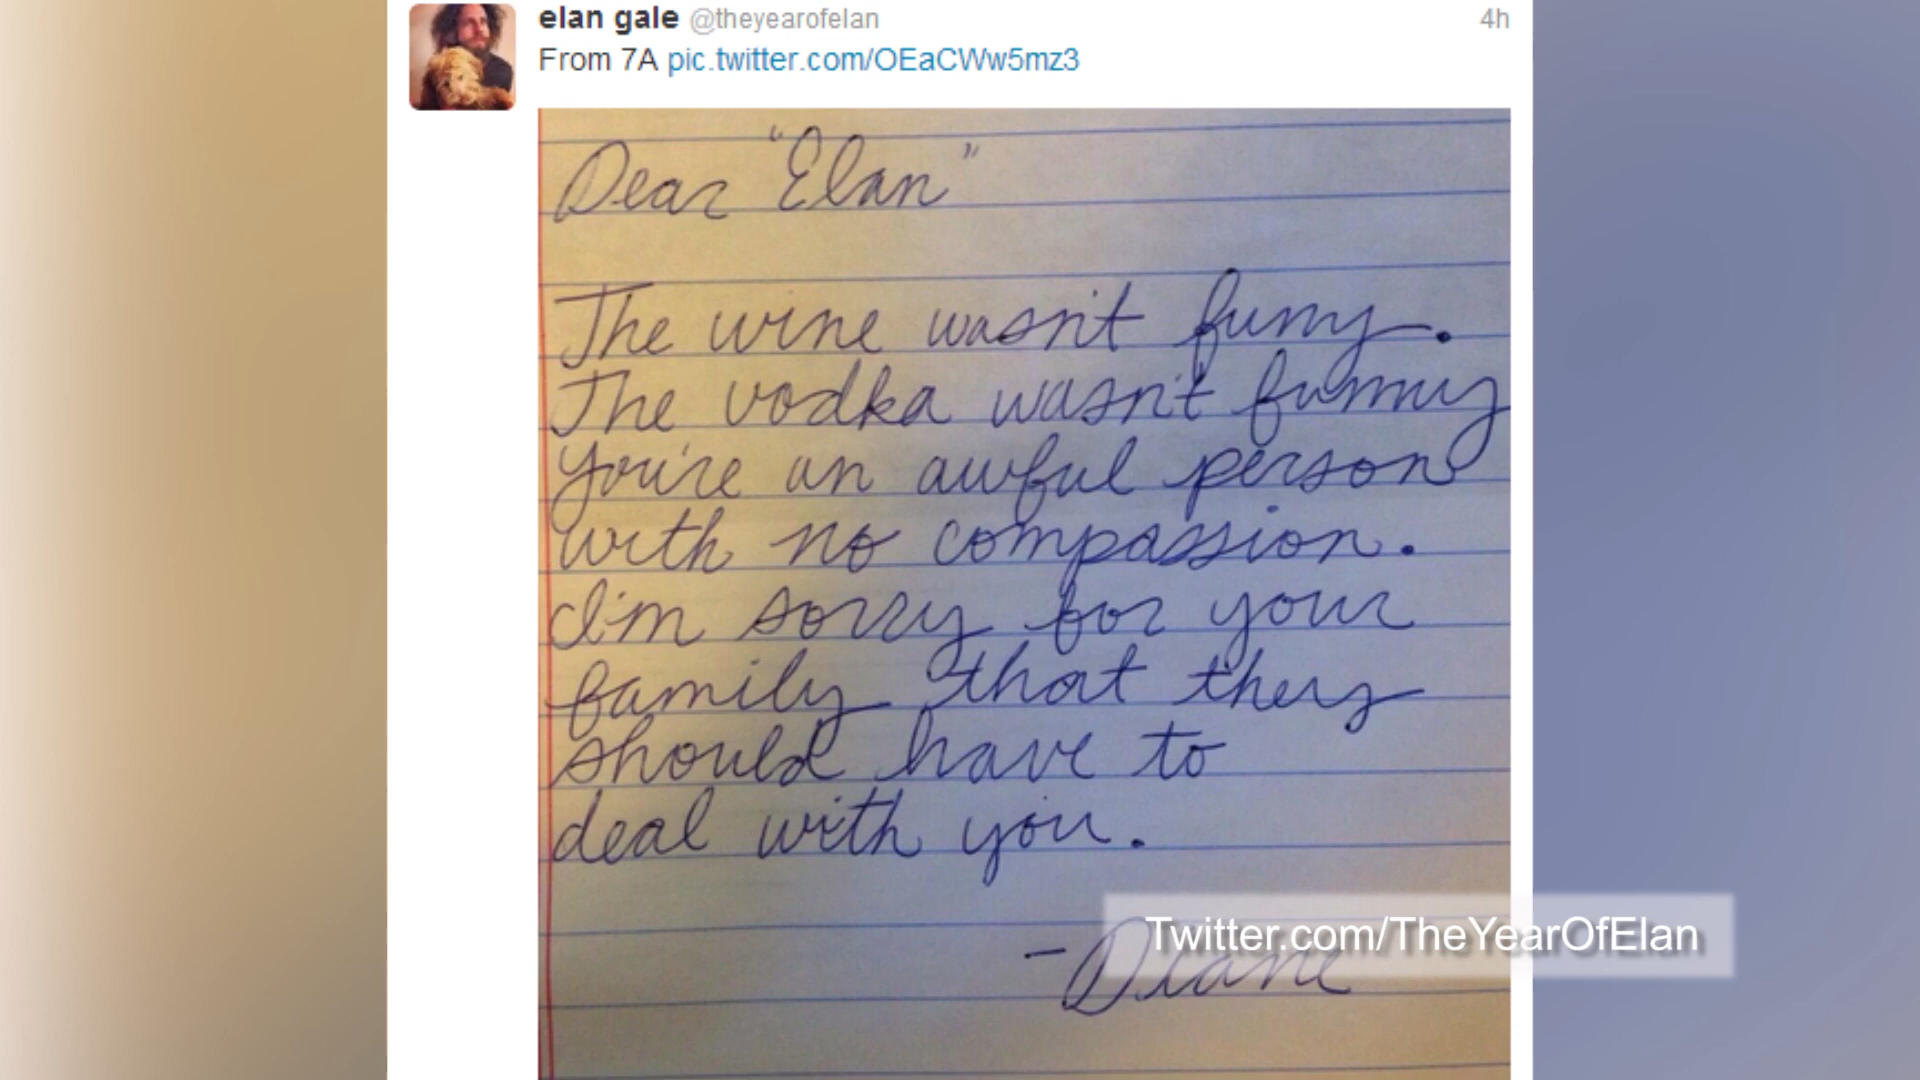 elan gale @theyearofelan 4h
From 7A pic.twitter.com/OEaCWw5mz3
Dear "Elan"
The wine wasn't funny.
The vodka wasn't funny
You're an awful person
with no compassion.
I'm sorry for your
family that they
should have to
deal with you.
Twitter.com/TheYearOfElan
-Diane